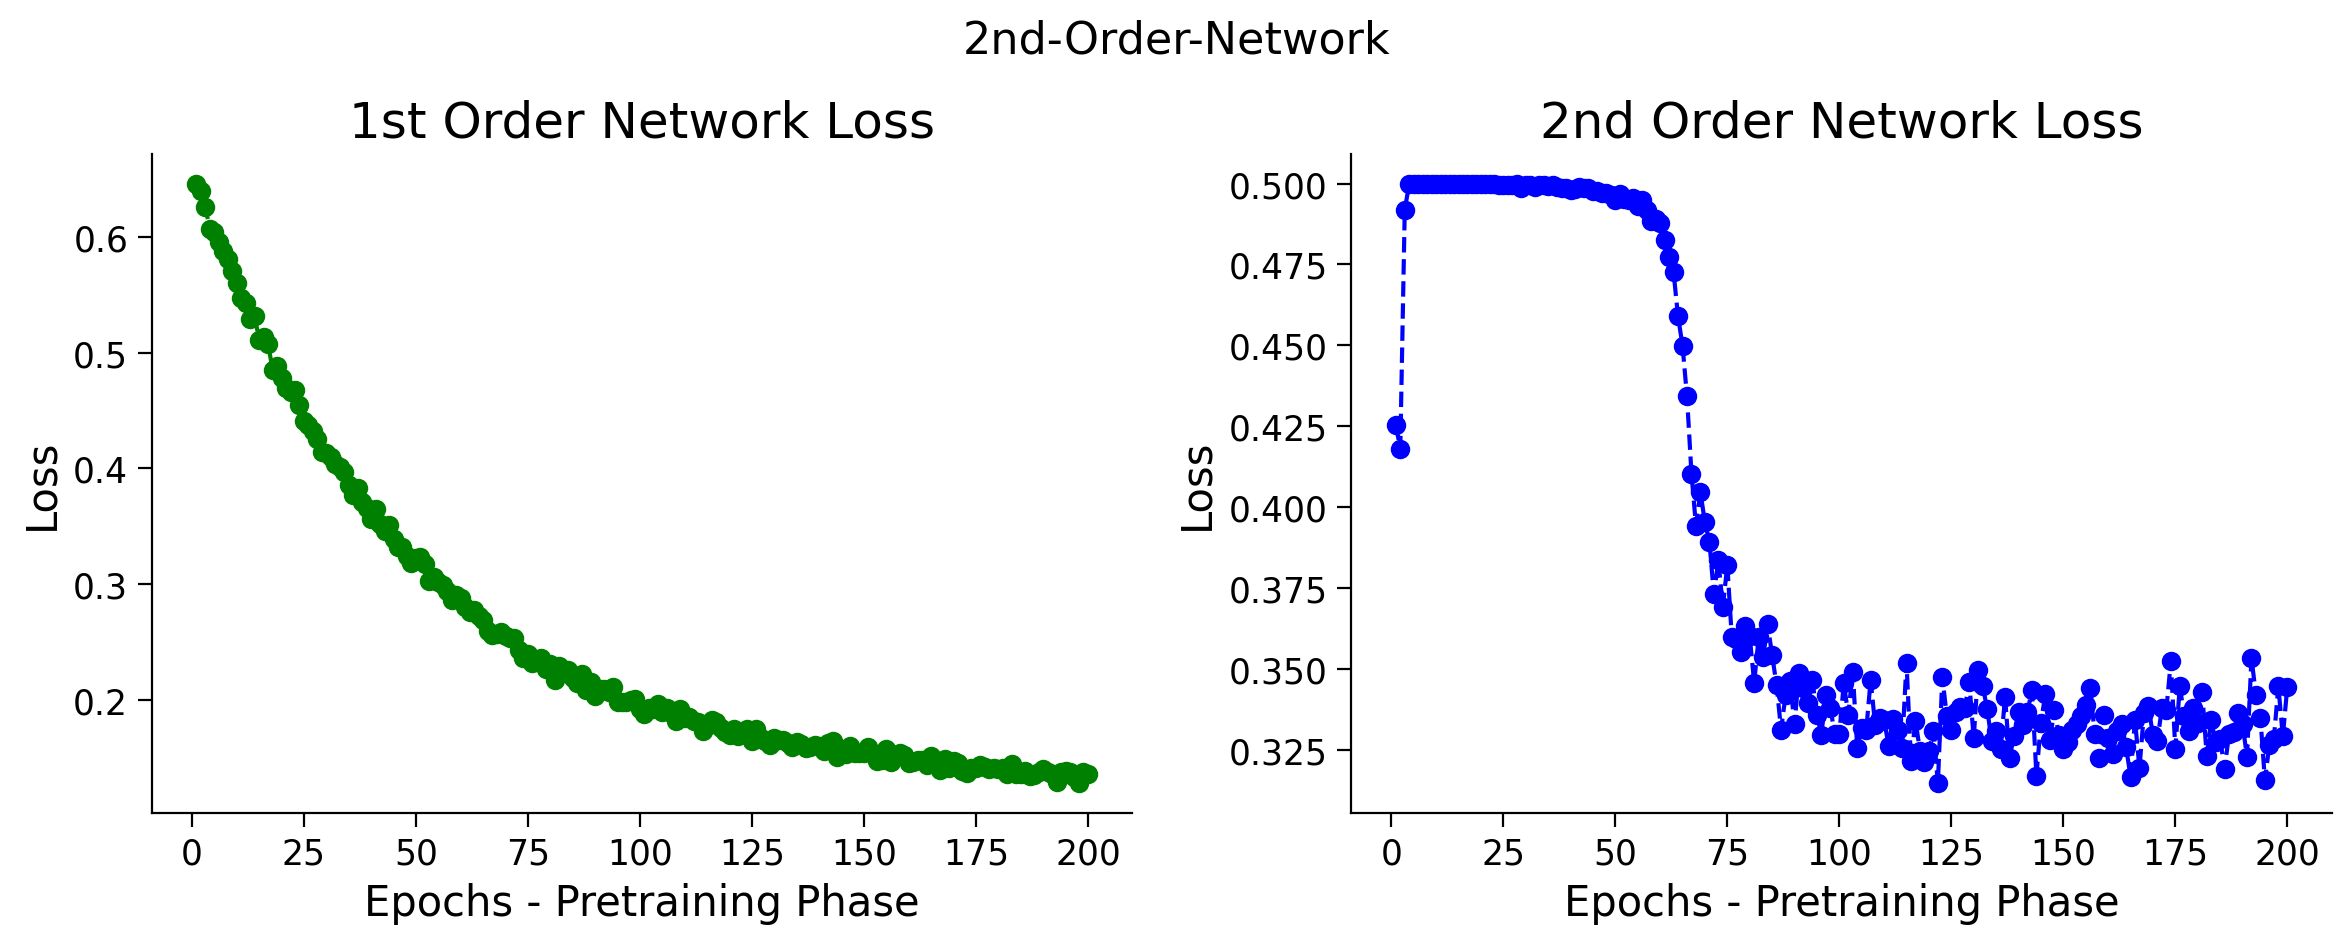 2nd-Order-Network
1st Order Network Loss
Loss
0.6
0.5
0.4
0.3
0.2
0 25 50 75 100 125 150 175 200
Epochs - Pretraining Phase
2nd Order Network Loss
Loss
0.500
0.475
0.450
0.425
0.400
0.375
0.350
0.325
0 25 50 75 100 125 150 175 200
Epochs - Pretraining Phase